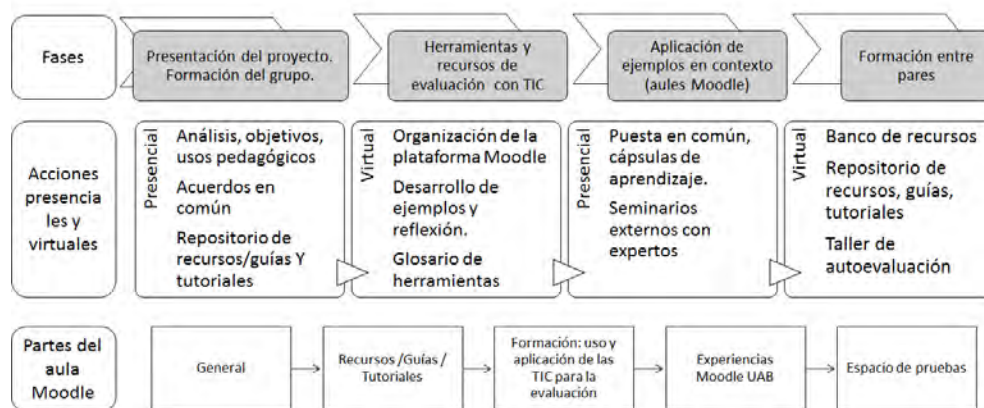 Fases
Presentación del proyecto.
Formación del grupo.
Herramientas y
recursos de
evaluación con TIC
Aplicación de
ejemplos en contexto
(aules Moodle)
Formación entre
pares
Acciones
presencia
les y
virtuales
Presencial
Análisis, objetivos,
usos pedagógicos
Acuerdos en
común
Repositorio de
recursos/guías Y
tutoriales
Virtual
Organización de la
plataforma Moodle
Desarrollo de
ejemplos y
reflexión.
Glosario de
herramientas
Presencial
Puesta en común,
cápsulas de
aprendizaje.
Seminarios
externos con
expertos
Virtual
Banco de recursos
Repositorio de
recursos, guías,
tutoriales
Taller de
autoevaluación
Partes del
aula
Moodle
General
Recursos /Guías /
Tutoriales
Formación: uso y
aplicación de las
TIC para la
evaluación
Experiencias
Moodle UAB
Espacio de pruebas